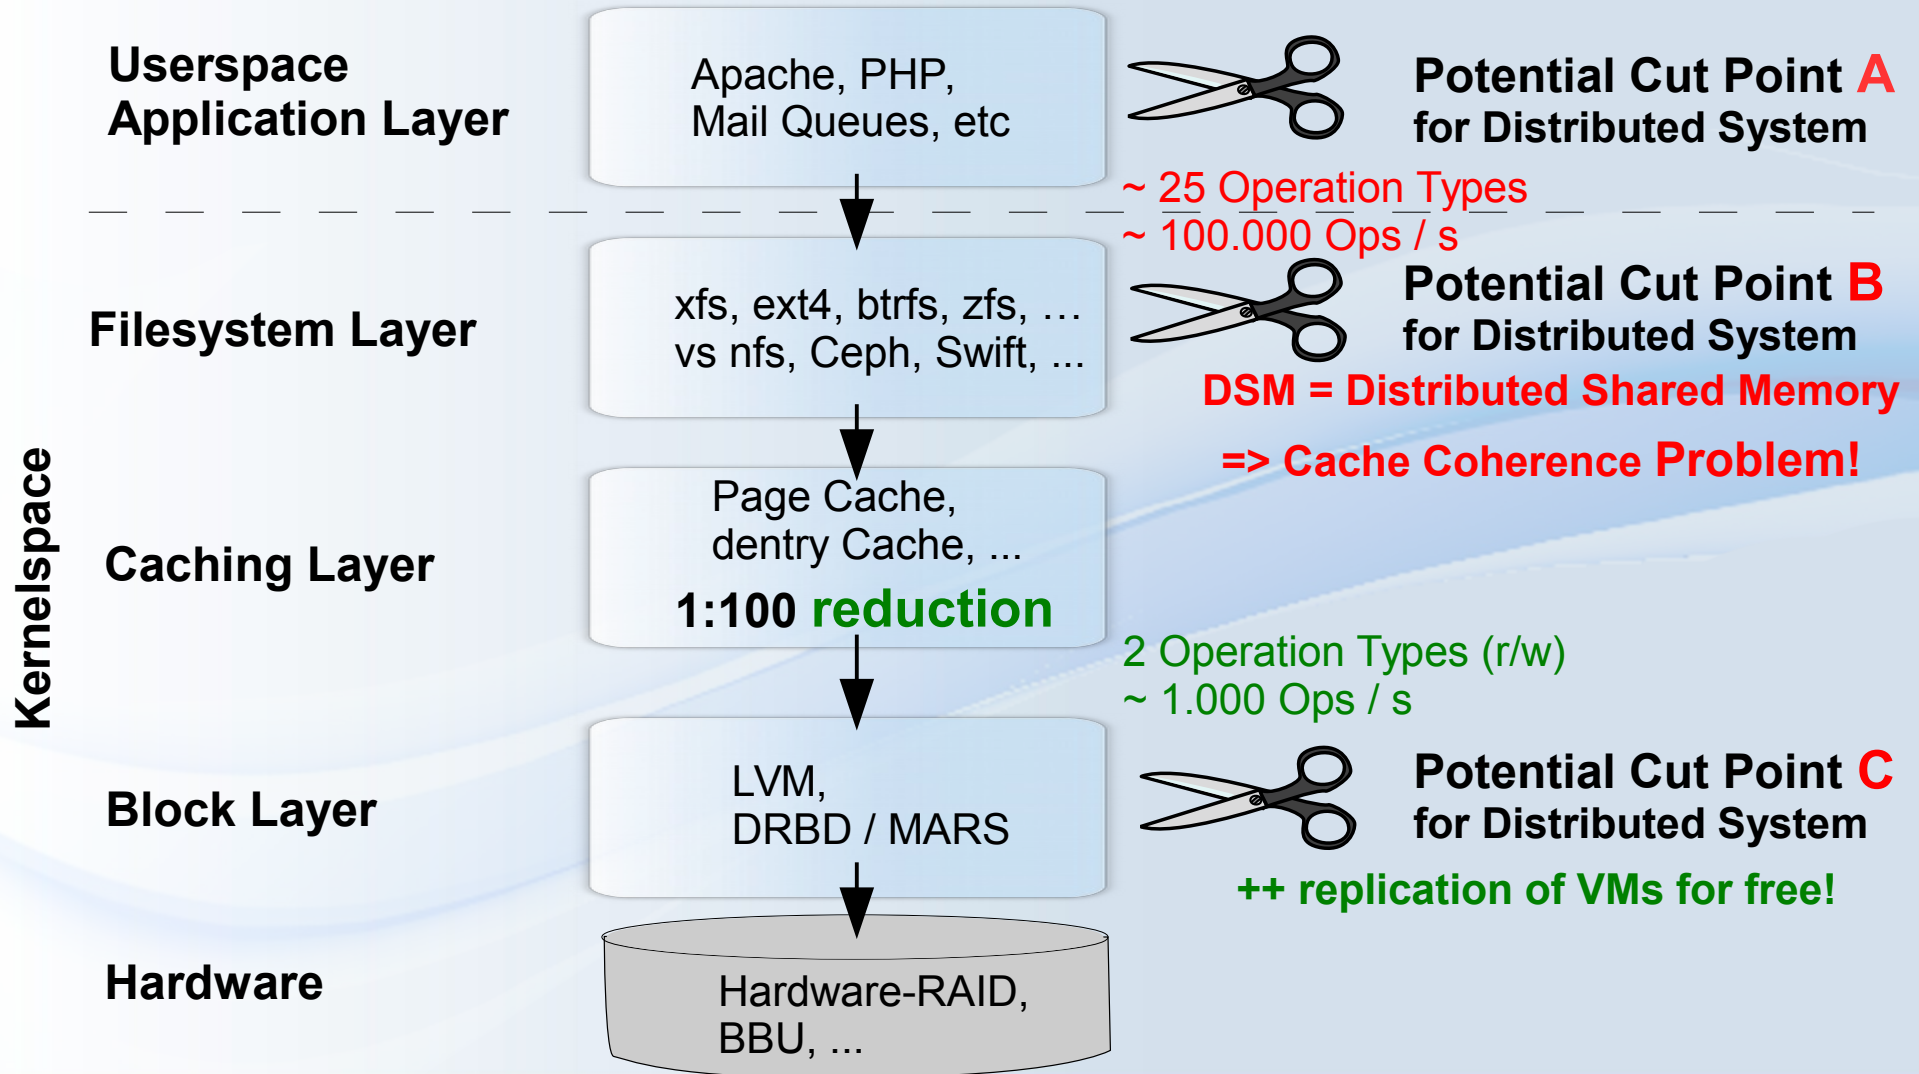 Userspace
Application Layer
Apache, PHP,
Mail Queues, etc
Potential Cut Point A
for Distributed System
~ 25 Operation Types
~ 100.000 Ops / s
Kernelspace
Filesystem Layer
xfs, ext4, btrfs, zfs, …
vs nfs, Ceph, Swift, ...
Potential Cut Point B
for Distributed System
DSM = Distributed Shared Memory
=> Cache Coherence Problem!
Caching Layer
Page Cache,
dentry Cache, ...
1:100 reduction
2 Operation Types (r/w)
~ 1.000 Ops / s
Block Layer
LVM,
DRBD / MARS
Potential Cut Point C
for Distributed System
++ replication of VMs for free!
Hardware
Hardware-RAID,
BBU, ...